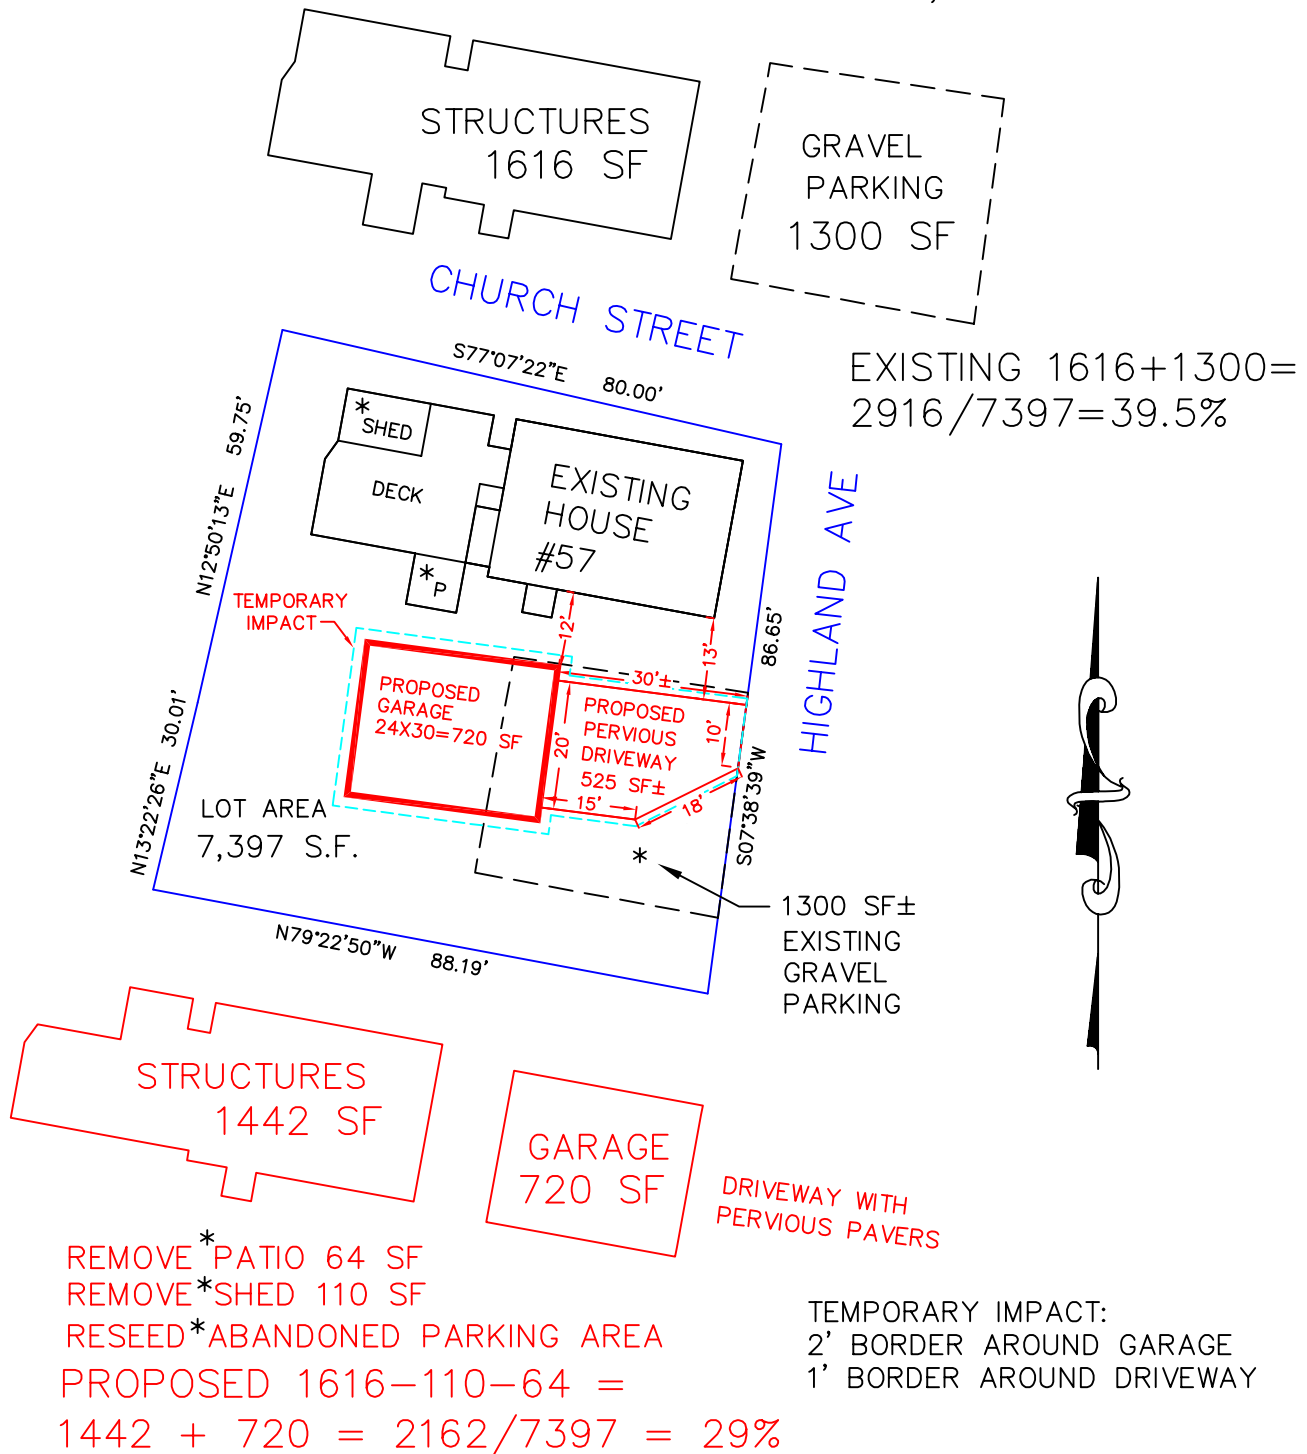 STRUCTURES
1616 SF
GRAVEL
PARKING
1300 SF
CHURCH STREET
EXISTING 1616+1300=
2916/7397=39.5%
S77°07'22"E 80.00'
N12°50'13"E 59.75'
*
SHED
DECK
EXISTING
HOUSE
#57
*P
HIGHLAND AVE
86.65'
TEMPORARY
IMPACT
12'
13'
30'±
PROPOSED
GARAGE
24X30=720 SF
PROPOSED
PERVIOUS
DRIVEWAY
525 SF±
20'
10'
15'
18'
N13°22'26"E 30.01'
S07°38'39"W
LOT AREA
7,397 S.F.
*
1300 SF±
EXISTING
GRAVEL
PARKING
N79°22'50"W 88.19'
STRUCTURES
1442 SF
GARAGE
720 SF
DRIVEWAY WITH
PERVIOUS PAVERS
REMOVE *PATIO 64 SF
REMOVE*SHED 110 SF
RESEED*ABANDONED PARKING AREA
PROPOSED 1616-110-64 =
1442 + 720 = 2162/7397 = 29%
TEMPORARY IMPACT:
2' BORDER AROUND GARAGE
1' BORDER AROUND DRIVEWAY